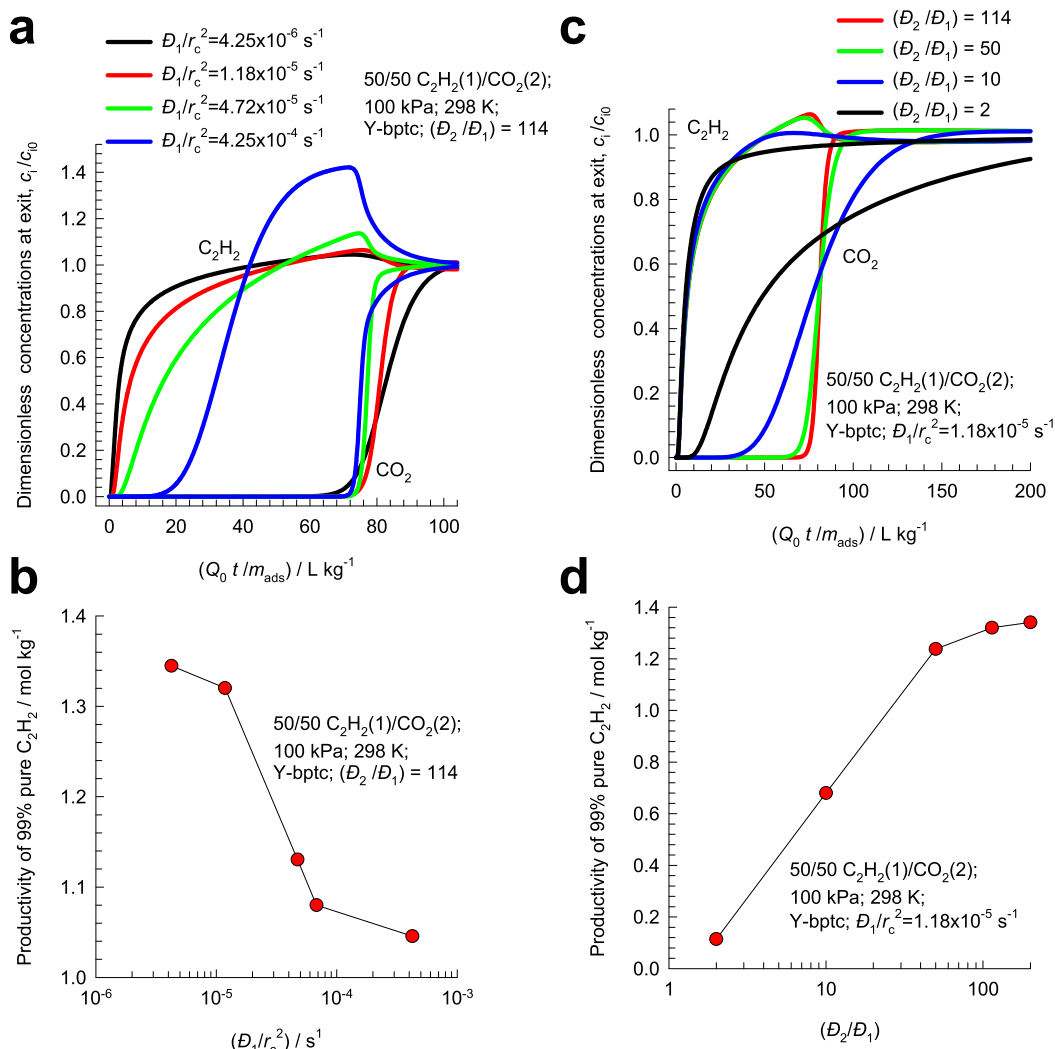 a
Đ₁/r_c²=4.25x10⁻⁶ s⁻¹
Đ₁/r_c²=1.18x10⁻⁵ s⁻¹
Đ₁/r_c²=4.72x10⁻⁵ s⁻¹
Đ₁/r_c²=4.25x10⁻⁴ s⁻¹
50/50 C₂H₂(1)/CO₂(2);
100 kPa; 298 K;
Y-bptc; (Đ₂ /Đ₁) = 114
Dimensionless concentrations at exit, cᵢ/cᵢ₀
1.4
1.2
1.0
0.8
0.6
0.4
0.2
0.0
C₂H₂
CO₂
0 20 40 60 80 100
(Q₀ t /m_ads) / L kg⁻¹
c
(Đ₂ /Đ₁) = 114
(Đ₂ /Đ₁) = 50
(Đ₂ /Đ₁) = 10
(Đ₂ /Đ₁) = 2
Dimensionless concentrations at exit, cᵢ/cᵢ₀
1.0
0.8
0.6
0.4
0.2
0.0
C₂H₂
CO₂
50/50 C₂H₂(1)/CO₂(2);
100 kPa; 298 K;
Y-bptc; Đ₁/r_c²=1.18x10⁻⁵ s⁻¹
0 50 100 150 200
(Q₀ t /m_ads) / L kg⁻¹
b
Productivity of 99% pure C₂H₂ / mol kg⁻¹
1.4
1.3
1.2
1.1
1.0
50/50 C₂H₂(1)/CO₂(2);
100 kPa; 298 K;
Y-bptc; (Đ₂ /Đ₁) = 114
10⁻⁶ 10⁻⁵ 10⁻⁴ 10⁻³
(Đ₁/r_c²) / s¹
d
Productivity of 99% pure C₂H₂ / mol kg⁻¹
1.4
1.2
1.0
0.8
0.6
0.4
0.2
0.0
50/50 C₂H₂(1)/CO₂(2);
100 kPa; 298 K;
Y-bptc; Đ₁/r_c²=1.18x10⁻⁵ s⁻¹
1 10 100
(Đ₂/Đ₁)